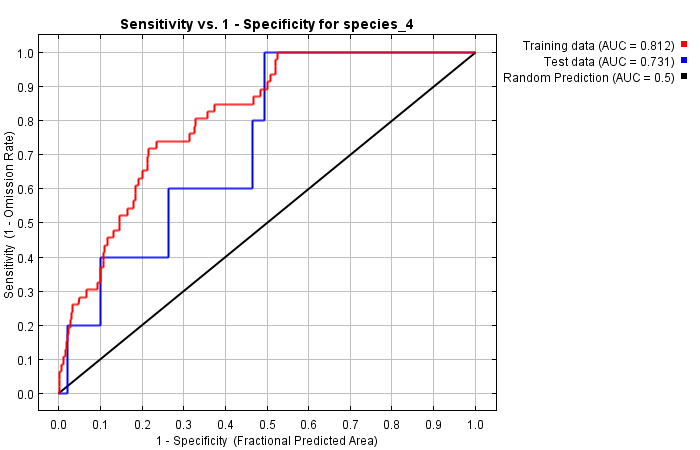 Sensitivity vs. 1 - Specificity for species_4
Training data (AUC = 0.812)
Test data (AUC = 0.731)
Random Prediction (AUC = 0.5)
Sensitivity (1 - Omission Rate)
1.0
0.9
0.8
0.7
0.6
0.5
0.4
0.3
0.2
0.1
0.0
0.0 0.1 0.2 0.3 0.4 0.5 0.6 0.7 0.8 0.9 1.0
1 - Specificity (Fractional Predicted Area)